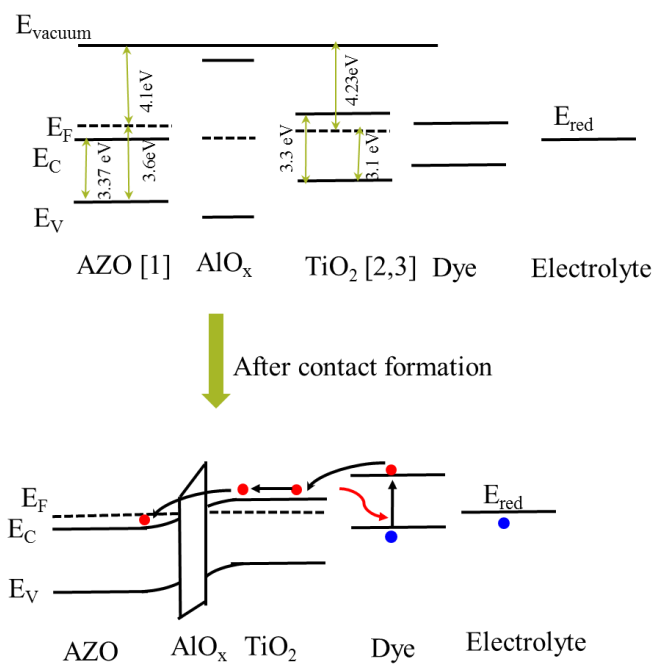 E_vacuum
4.1eV
4.23eV
E_F
E_red
E_C
3.37 eV
3.6eV
3.3 eV
3.1 eV
E_V
AZO [1]
AlO_x
TiO_2 [2,3]
Dye
Electrolyte
After contact formation
E_F
E_red
E_C
E_V
AZO
AlO_x
TiO_2
Dye
Electrolyte